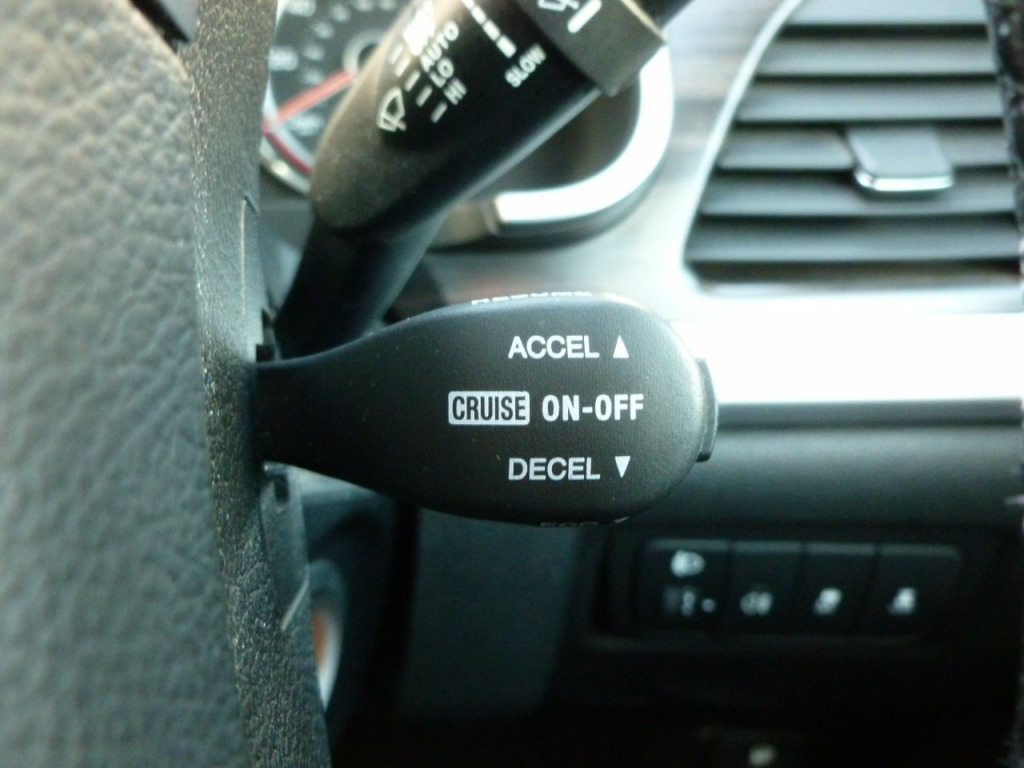 AUTO
LO
HI
SLOW
ACCEL ▲
CRUISE ON-OFF
DECEL ▼